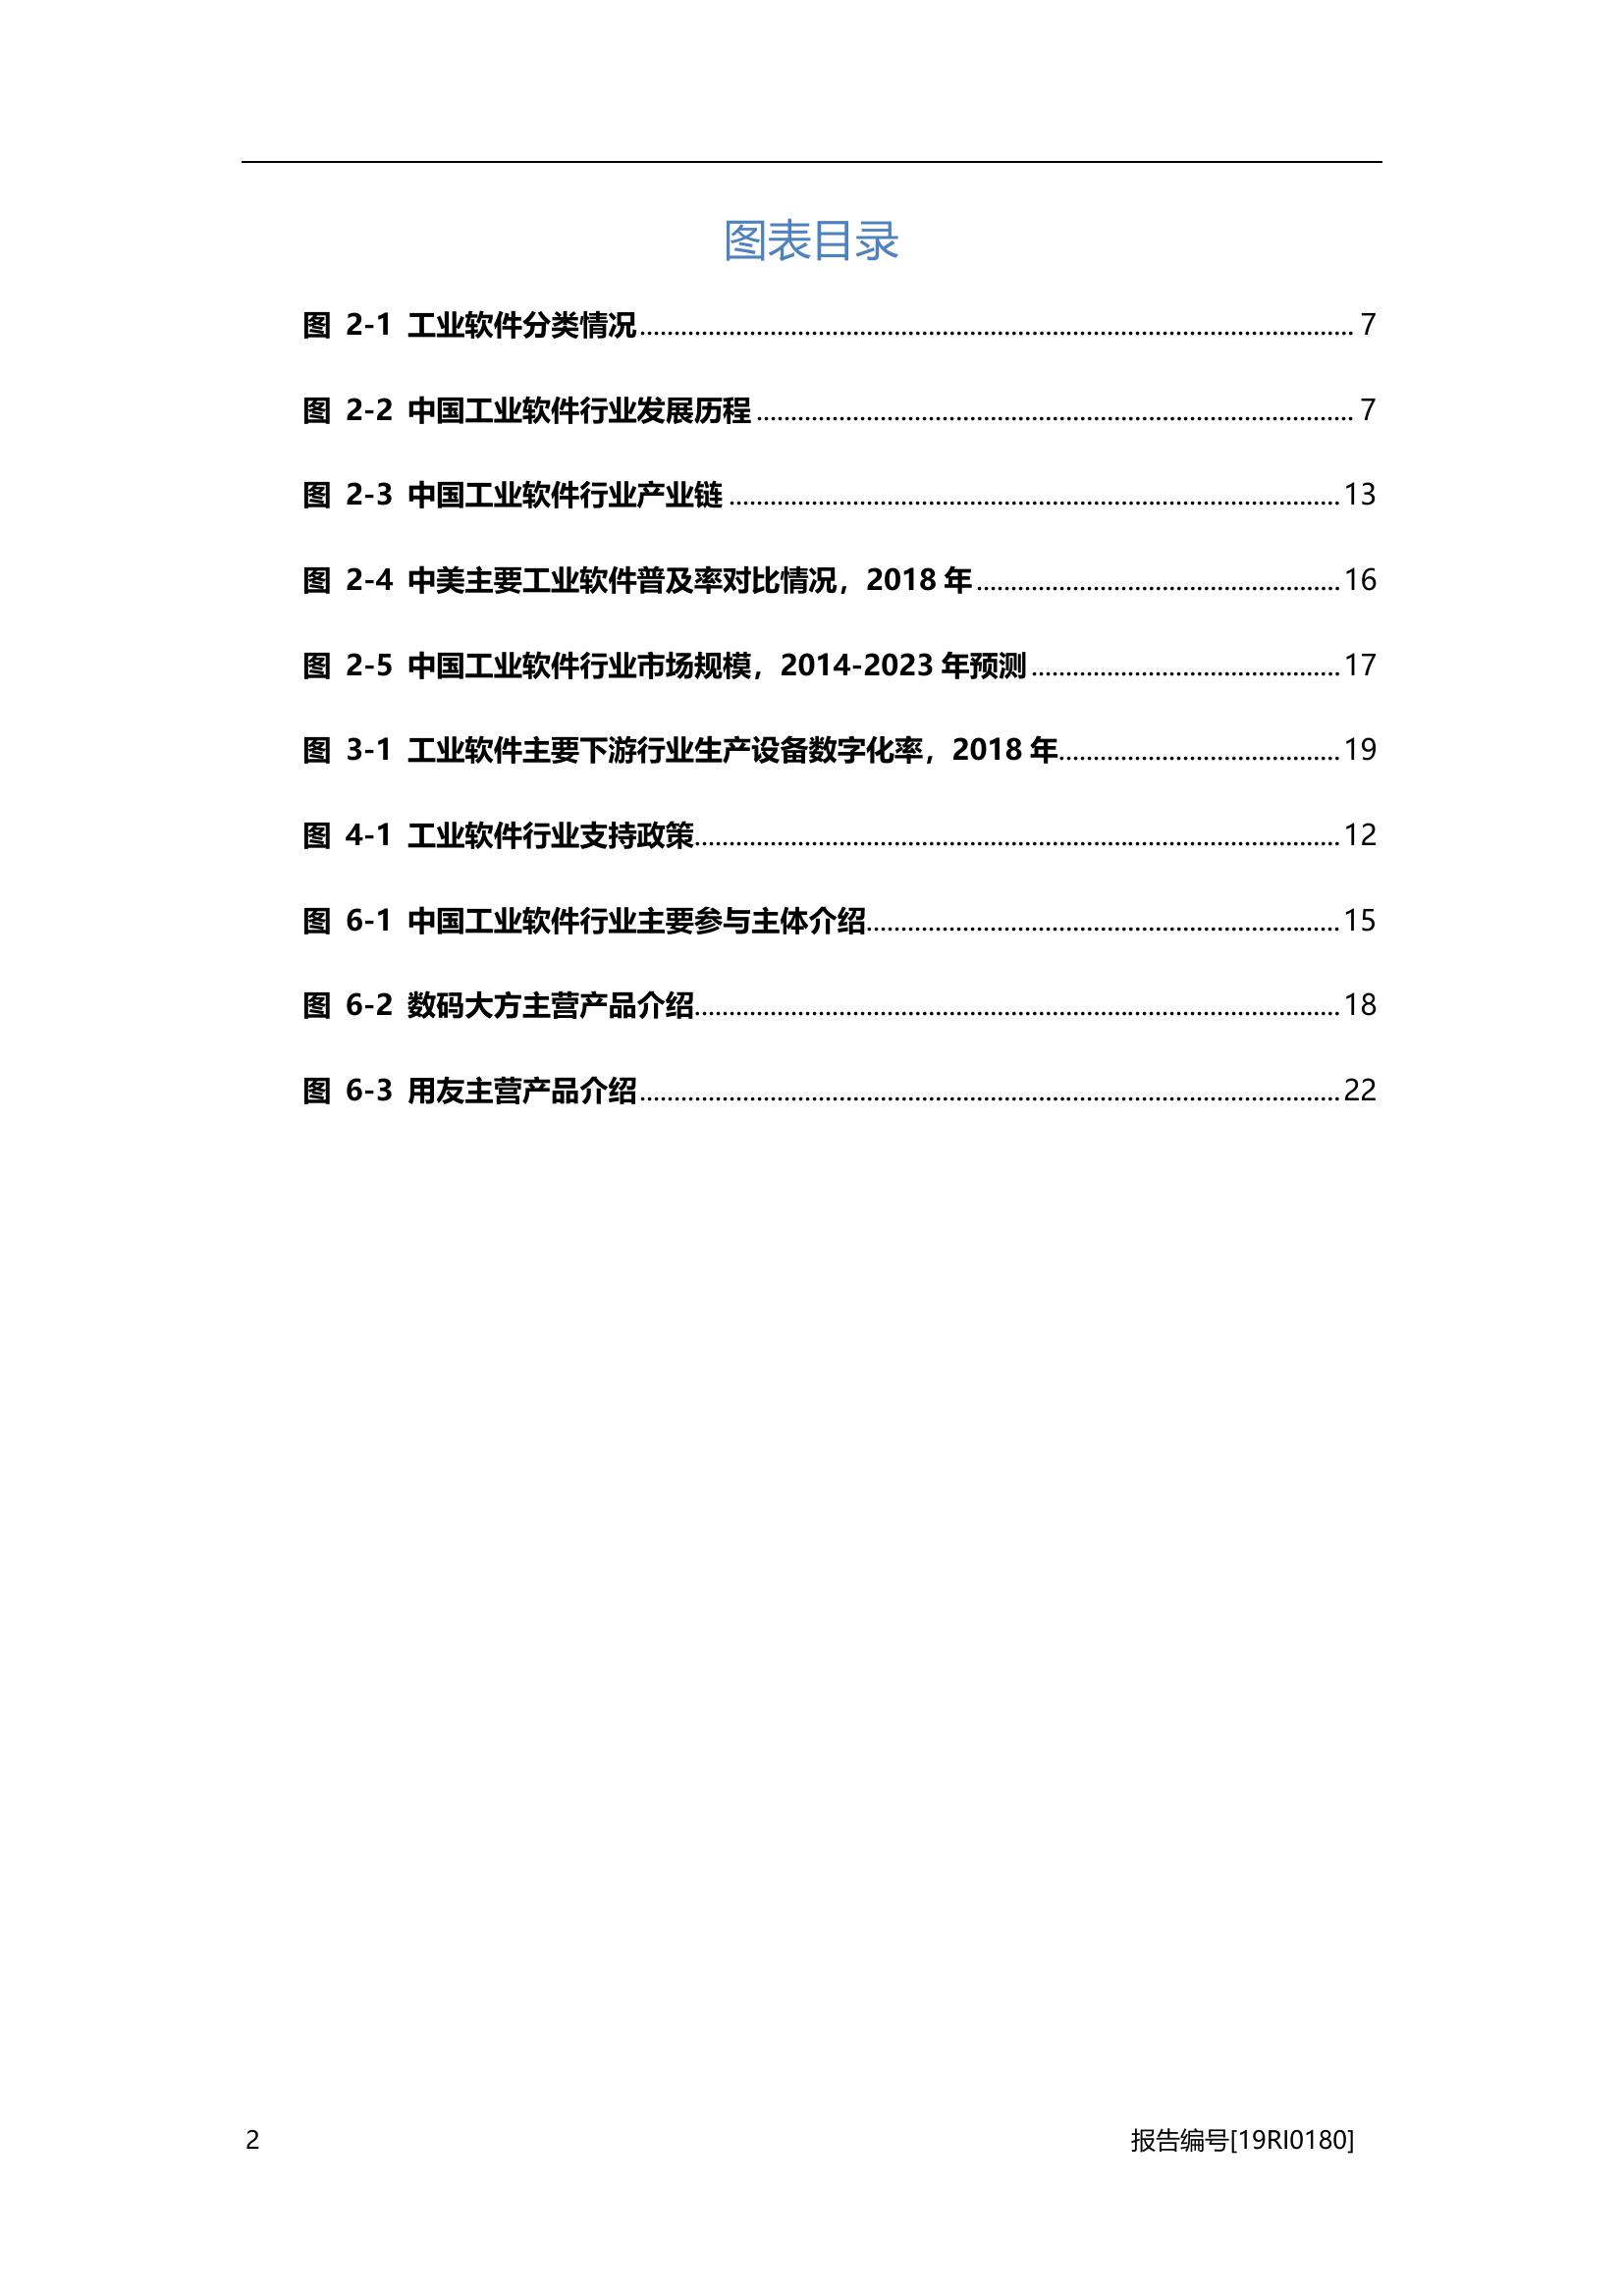 图表目录
图 2-1 工业软件分类情况........................................................................................................ 7
图 2-2 中国工业软件行业发展历程 ....................................................................................... 7
图 2-3 中国工业软件行业产业链 ......................................................................................... 13
图 2-4 中美主要工业软件普及率对比情况，2018 年 ..................................................... 16
图 2-5 中国工业软件行业市场规模，2014-2023 年预测 ............................................. 17
图 3-1 工业软件主要下游行业生产设备数字化率，2018 年......................................... 19
图 4-1 工业软件行业支持政策.............................................................................................. 12
图 6-1 中国工业软件行业主要参与主体介绍..................................................................... 15
图 6-2 数码大方主营产品介绍.............................................................................................. 18
图 6-3 用友主营产品介绍...................................................................................................... 22
2 报告编号[19RI0180]